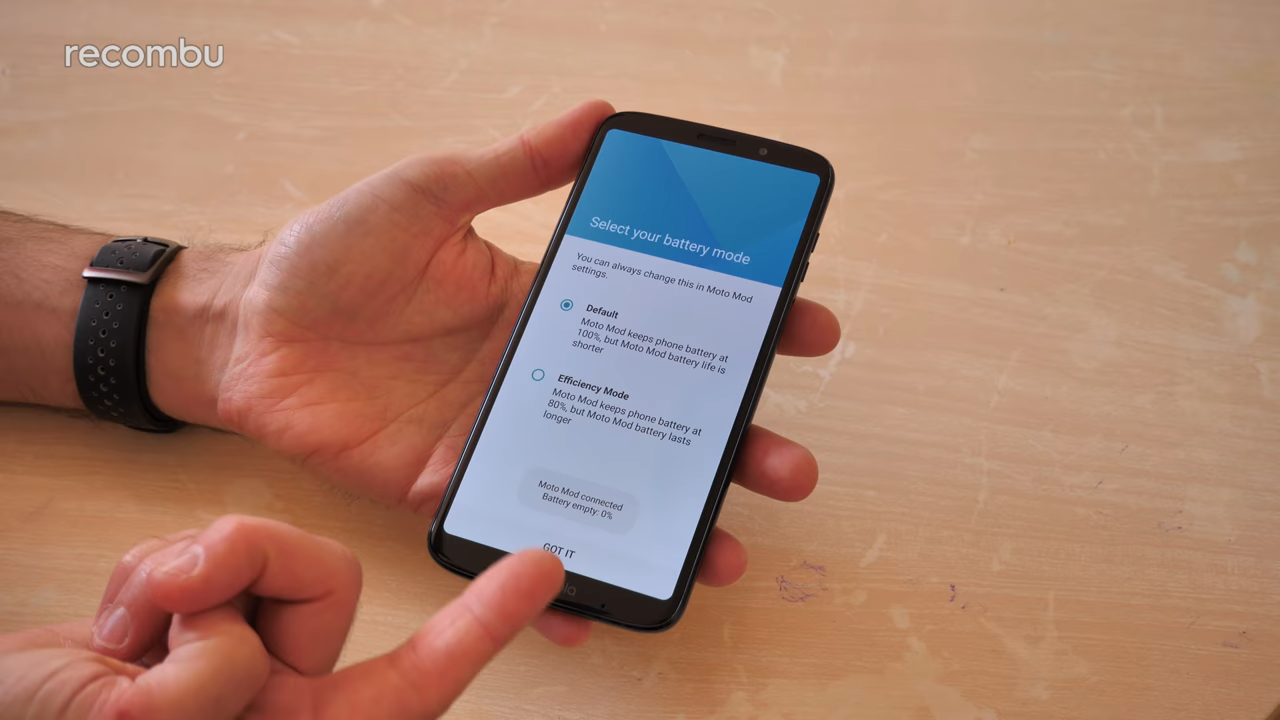 recombu
Select your battery mode
You can always change this in Moto Mod
settings.
Default
Moto Mod keeps phone battery at
100%, but Moto Mod battery life is
shorter
Efficiency Mode
Moto Mod keeps phone battery at
80%, but Moto Mod battery lasts
longer
Moto Mod connected
Battery empty: 0%
GOT IT